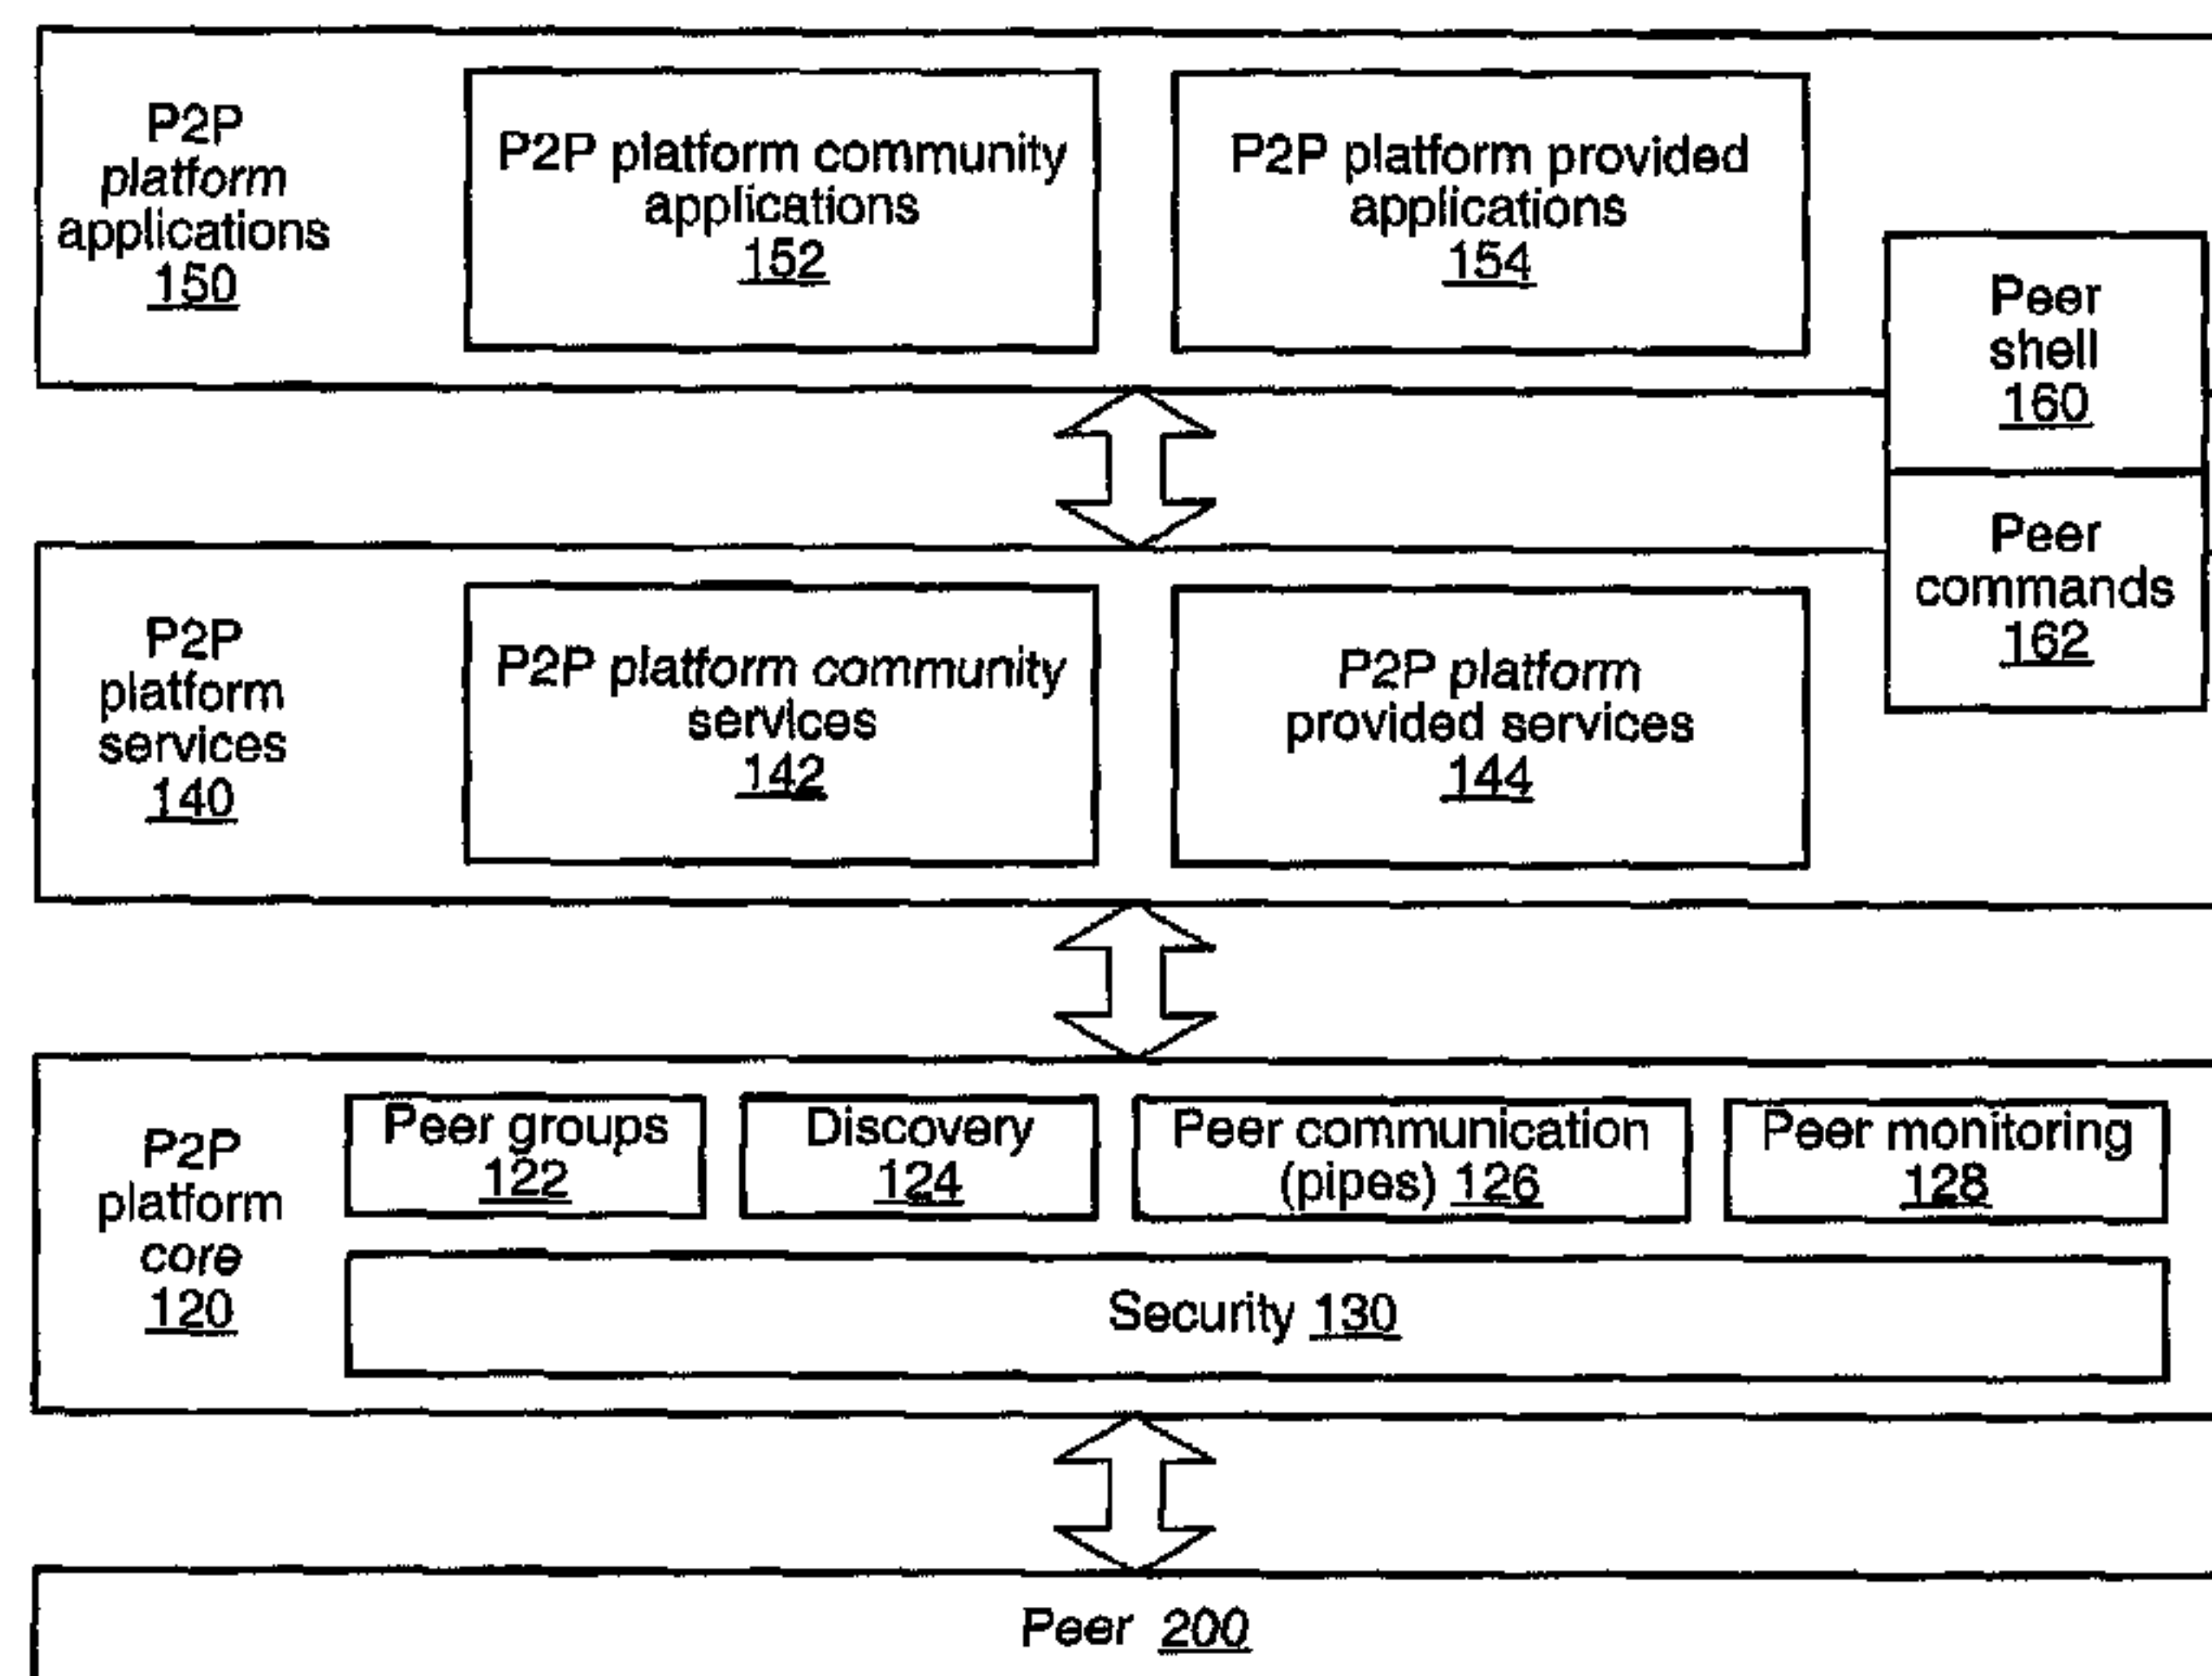 P2P
platform
applications
150
P2P platform community
applications
152
P2P platform provided
applications
154
Peer
shell
160
Peer
commands
162
P2P
platform
services
140
P2P platform community
services
142
P2P platform
provided services
144
P2P
platform
core
120
Peer groups
122
Discovery
124
Peer communication
(pipes) 126
Peer monitoring
128
Security 130
Peer 200